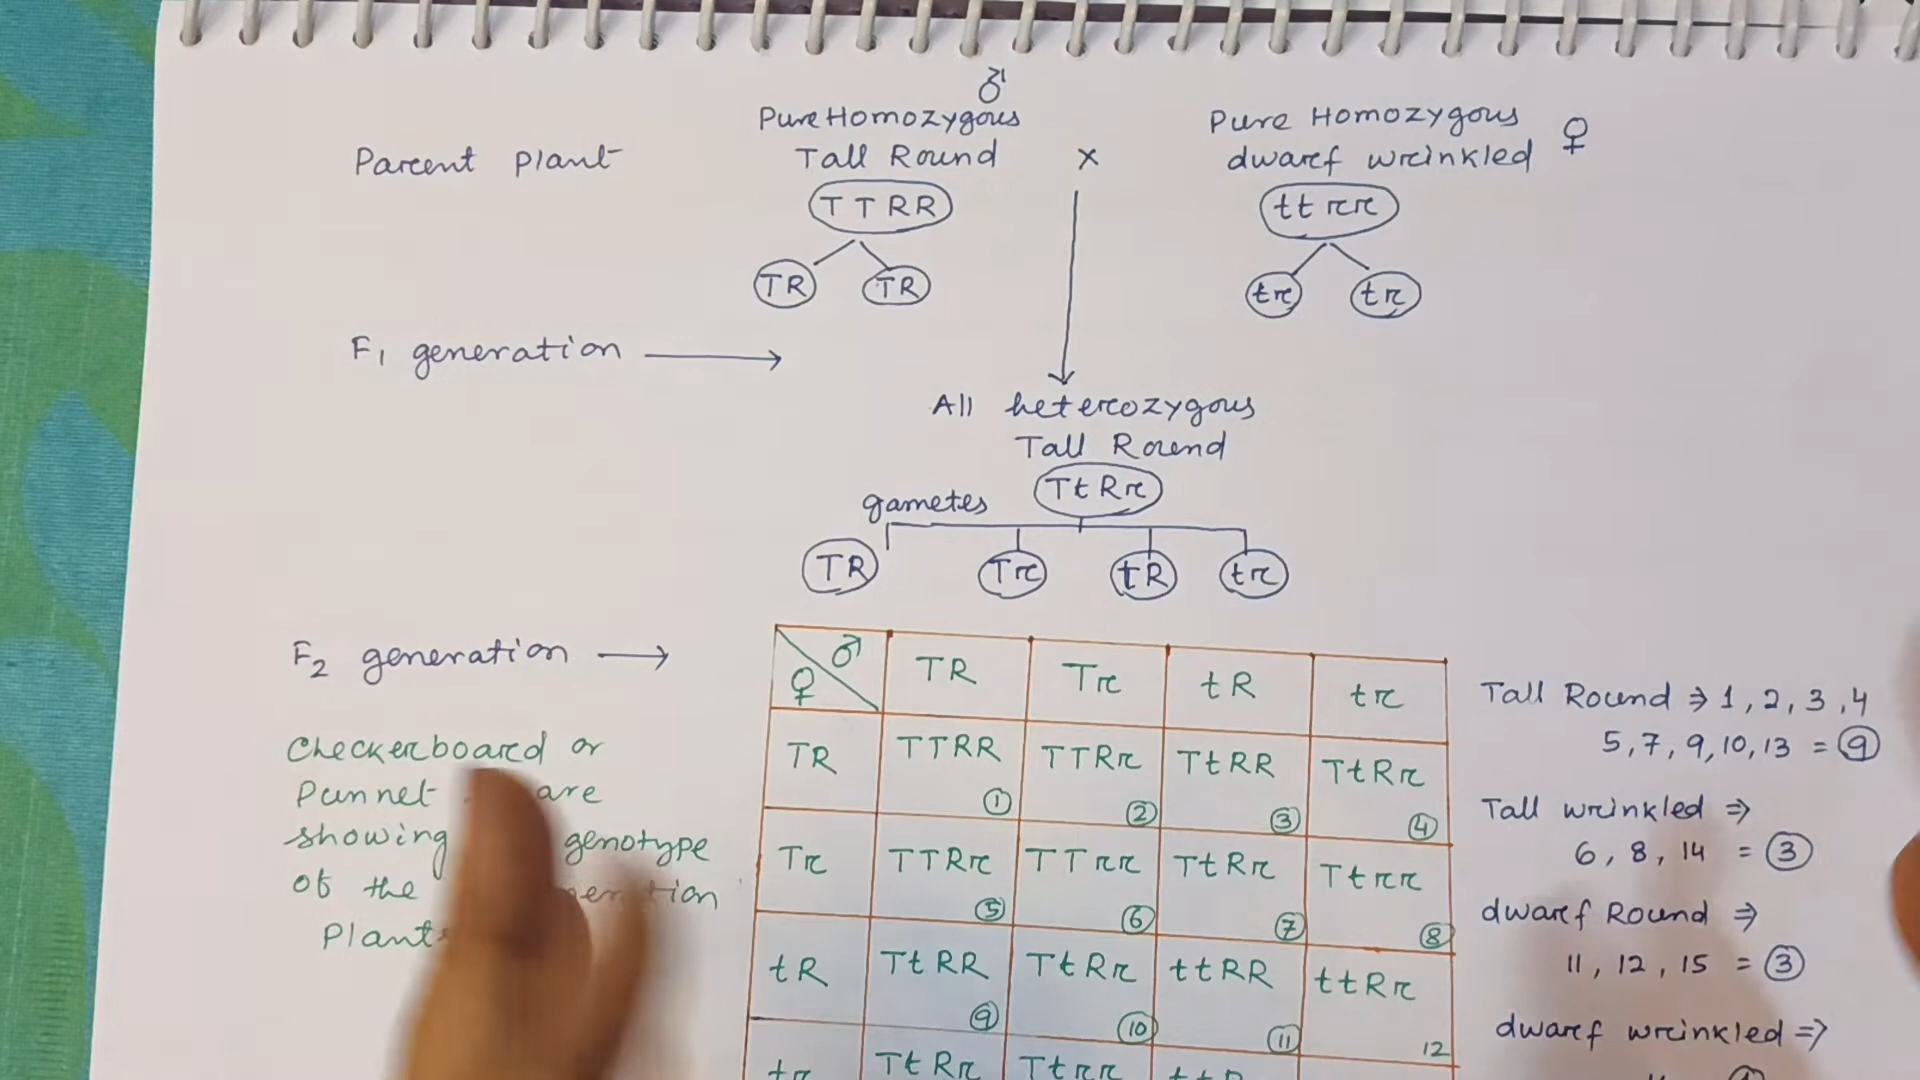 ♂
Pure Homozygous
Tall Round
Pure Homozygous ♀
dwarf wrinkled
Parent plant
×
TTRR
ttrr
TR TR
tr tr
F1 generation ⟶
All heterozygous
Tall Round
TtRr
gametes
TR Tr tR tr
F2 generation →
♂ ♀ TR Tr tR tr
TR TTRR 1 TTRr 2 TtRR 3 TtRr 4
Tr TTRr 5 TTrr 6 TtRr 7 Ttrr 8
tR TtRR 9 TtRr 10 ttRR 11 ttRr 12
tr TtRr Ttrr
Checkerboard or
Punnet
showing genotype
of the
Plants
Tall Round ⇒ 1, 2, 3, 4
5, 7, 9, 10, 13 = 9
Tall wrinkled ⇒
6, 8, 14 = 3
dwarf Round ⇒
11, 12, 15 = 3
dwarf wrinkled ⇒